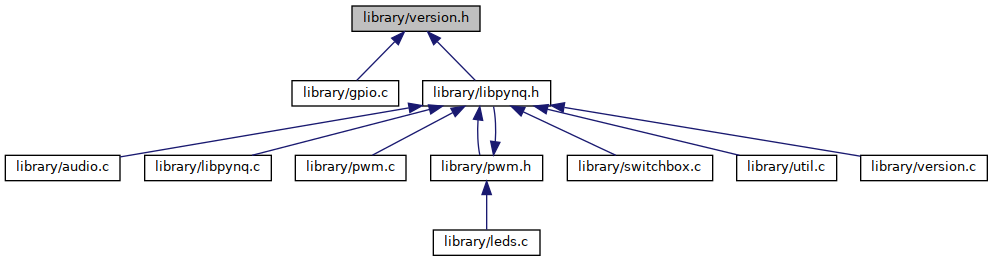 library/version.h
library/gpio.c
library/libpynq.h
library/audio.c
library/libpynq.c
library/pwm.c
library/pwm.h
library/switchbox.c
library/util.c
library/version.c
library/leds.c